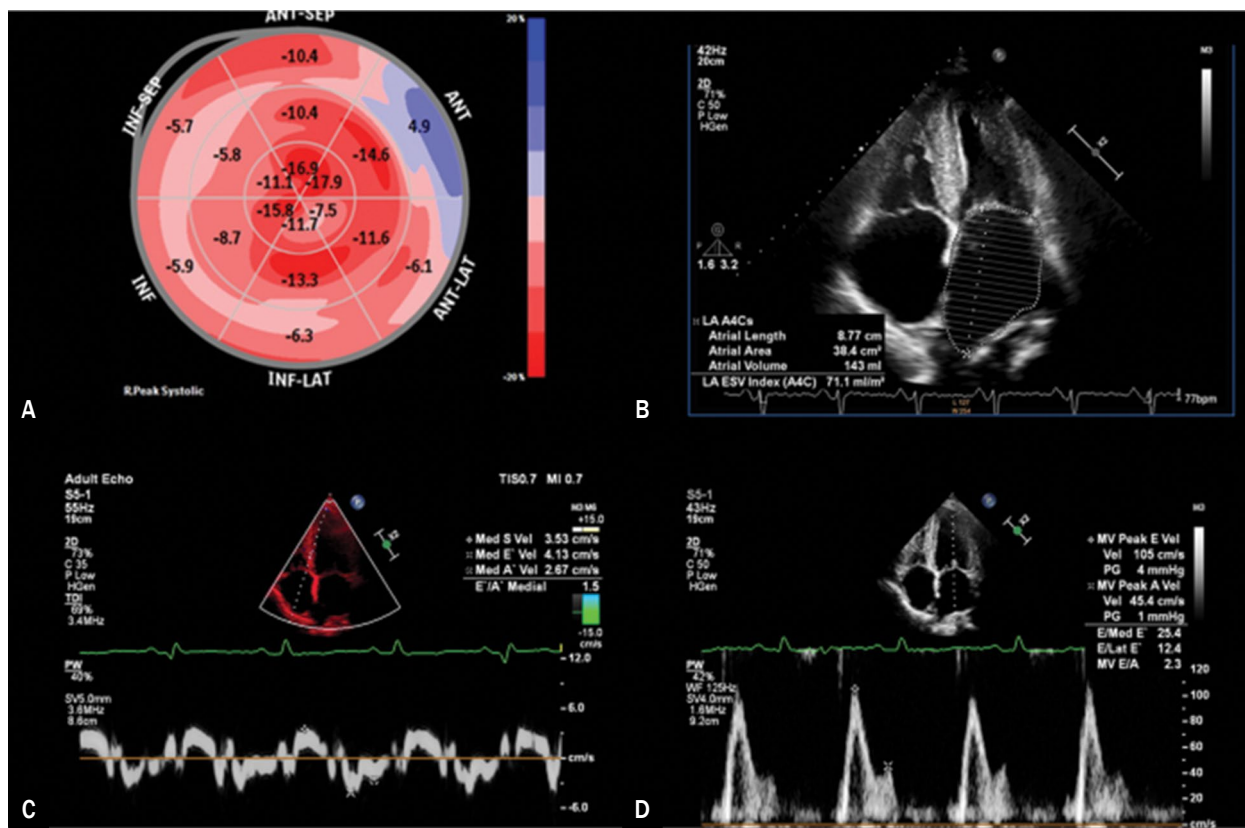 ANT-SEP
20%
-10.4
INF-SEP
ANT
-5.7
4.9
-10.4
-5.8
-14.6
-16.9
-11.1
-17.9
-15.8
-7.5
-11.7
-8.7
-11.6
-5.9
-6.1
-13.3
INF
ANT-LAT
-6.3
INF-LAT
-20%
R.Peak Systolic
A
42Hz
20cm
2D
71%
C 50
P Low
HGen
M3
G
P R
1.6 3.2
LA A4Cs
Atrial Length 8.77 cm
Atrial Area 38.4 cm²
Atrial Volume 143 ml
LA ESV Index (A4C) 71.1 ml/m²
77bpm
B
Adult Echo
TIS0.7 MI 0.7
S5-1
55Hz
19cm
2D
73%
C 35
P Low
HGen
TDI
69%
3.4MHz
+15.0
Med S Vel 3.53 cm/s
Med E` Vel 4.13 cm/s
Med A` Vel 2.67 cm/s
E`/A` Medial 1.5
-15.0
cm/s
12.0
PW
40%
SV5.0mm
3.6MHz
8.6cm
6.0
cm/s
-6.0
C
S5-1
43Hz
19cm
2D
71%
C 50
P Low
HGen
MV Peak E Vel
Vel 105 cm/s
PG 4 mmHg
MV Peak A Vel
Vel 45.4 cm/s
PG 1 mmHg
E/Med E` 25.4
E/Lat E` 12.4
MV E/A 2.3
PW
42%
WF 125Hz
SV4.0mm
1.6MHz
9.2cm
120
100
80
60
40
20
cm/s
D